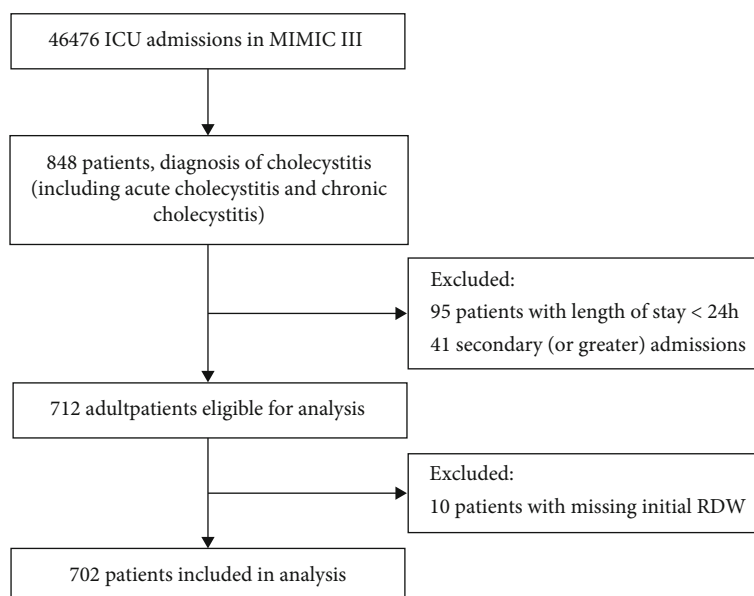 46476 ICU admissions in MIMIC III
848 patients, diagnosis of cholecystitis
(including acute cholecystitis and chronic
cholecystitis)
Excluded:
95 patients with length of stay < 24h
41 secondary (or greater) admissions
712 adultpatients eligible for analysis
Excluded:
10 patients with missing initial RDW
702 patients included in analysis